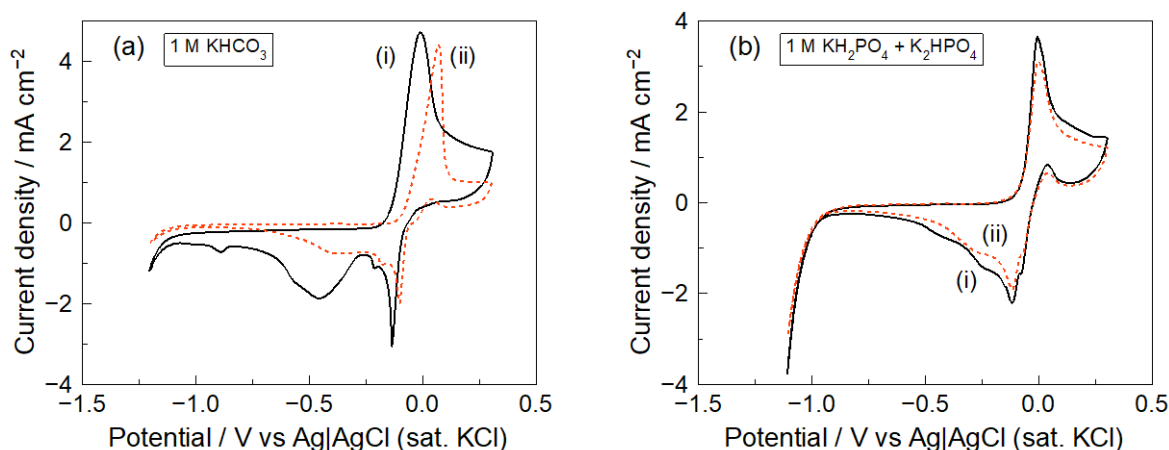 (a)
1 M KHCO₃
(i)
(ii)
4
2
0
−2
−4
−1.5
−1.0
−0.5
0.0
0.5
Current density / mA cm⁻²
Potential / V vs Ag|AgCl (sat. KCl)
(b)
1 M KH₂PO₄ + K₂HPO₄
(ii)
(i)
4
2
0
−2
−4
−1.5
−1.0
−0.5
0.0
0.5
Current density / mA cm⁻²
Potential / V vs Ag|AgCl (sat. KCl)